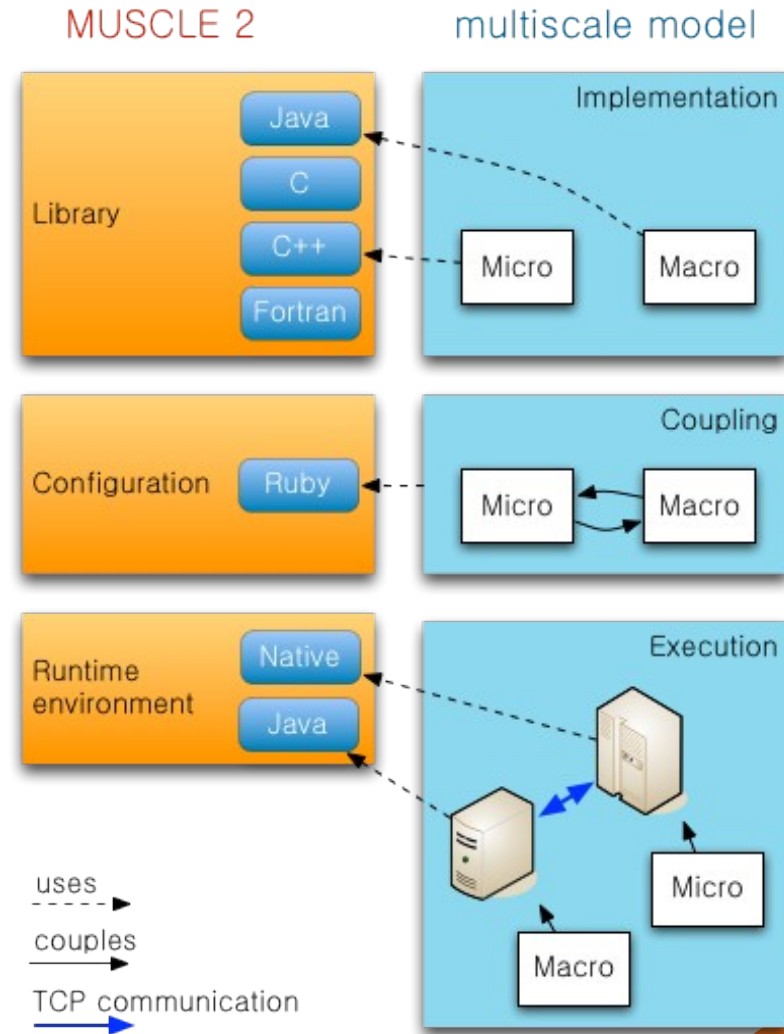 MUSCLE 2
multiscale model
Library
Java
C
C++
Fortran
Implementation
Micro
Macro
Configuration
Ruby
Coupling
Micro
Macro
Runtime
environment
Native
Java
Execution
Micro
Macro
uses
couples
TCP communication